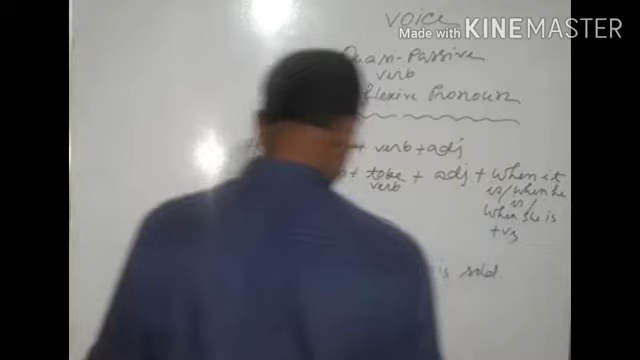 voice
Made with KINEMASTER
Quasi-Passive
verb
Reflexive Pronoun
+ verb + adj
+ tobe + adj + when it
verb
is / when he
is /
when she is
+ v3
is sold